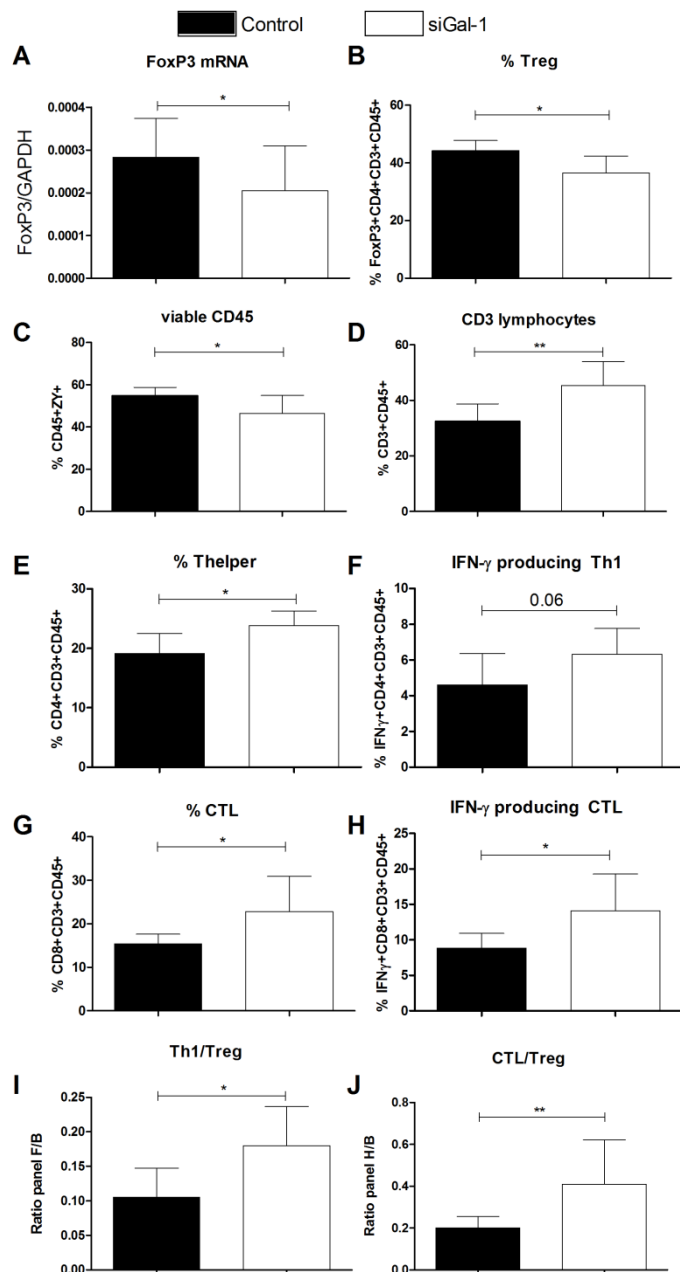 Control siGal-1
A FoxP3 mRNA
FoxP3/GAPDH
0.0004
0.0003
0.0002
0.0001
0.0000
*
B % Treg
% FoxP3+CD4+CD3+CD45+
60
40
20
0
*
C viable CD45
% CD45+ZY+
80
60
40
20
0
*
D CD3 lymphocytes
% CD3+CD45+
60
40
20
0
**
E % Thelper
% CD4+CD3+CD45+
30
20
10
0
*
F IFN-γ producing Th1
% IFNγ+CD4+CD3+CD45+
10
8
6
4
2
0
0.06
G % CTL
% CD8+CD3+CD45+
40
30
20
10
0
*
H IFN-γ producing CTL
% IFNγ+CD8+CD3+CD45+
25
20
15
10
5
0
*
I Th1/Treg
Ratio panel F/B
0.25
0.20
0.15
0.10
0.05
0.00
*
J CTL/Treg
Ratio panel H/B
0.8
0.6
0.4
0.2
0.0
**